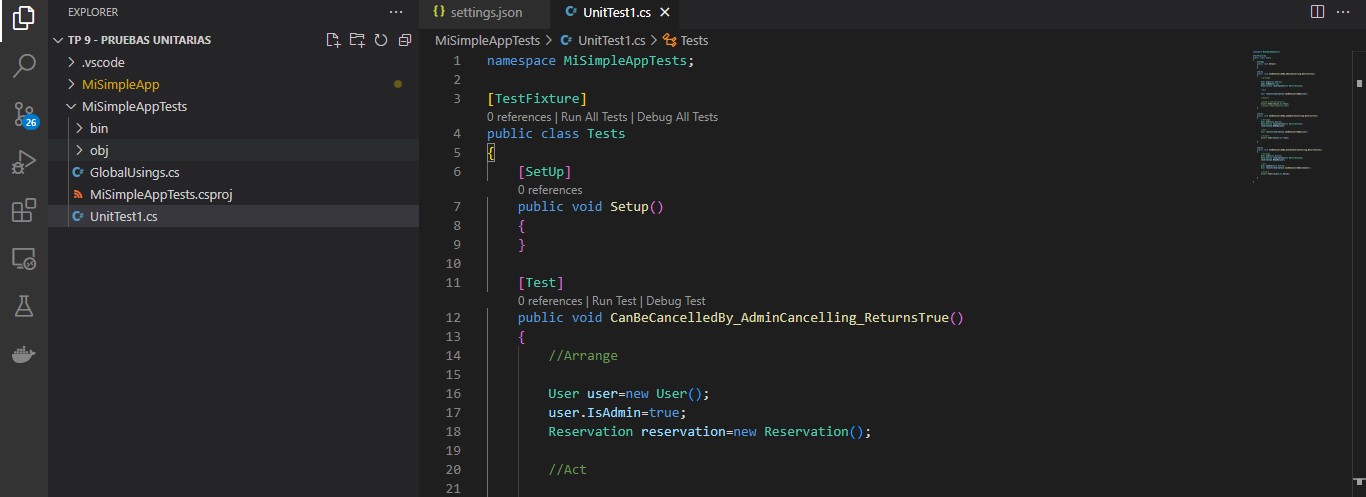 EXPLORER
TP 9 - PRUEBAS UNITARIAS
.vscode
MiSimpleApp
MiSimpleAppTests
bin
obj
GlobalUsings.cs
MiSimpleAppTests.csproj
UnitTest1.cs
26
{} settings.json
UnitTest1.cs
MiSimpleAppTests > UnitTest1.cs > Tests
1 namespace MiSimpleAppTests;
2
3 [TestFixture]
0 references | Run All Tests | Debug All Tests
4 public class Tests
5 {
6 [SetUp]
0 references
7 public void Setup()
8 {
9 }
10
11 [Test]
0 references | Run Test | Debug Test
12 public void CanBeCancelledBy_AdminCancelling_ReturnsTrue()
13 {
14 //Arrange
15
16 User user=new User();
17 user.IsAdmin=true;
18 Reservation reservation=new Reservation();
19
20 //Act
21